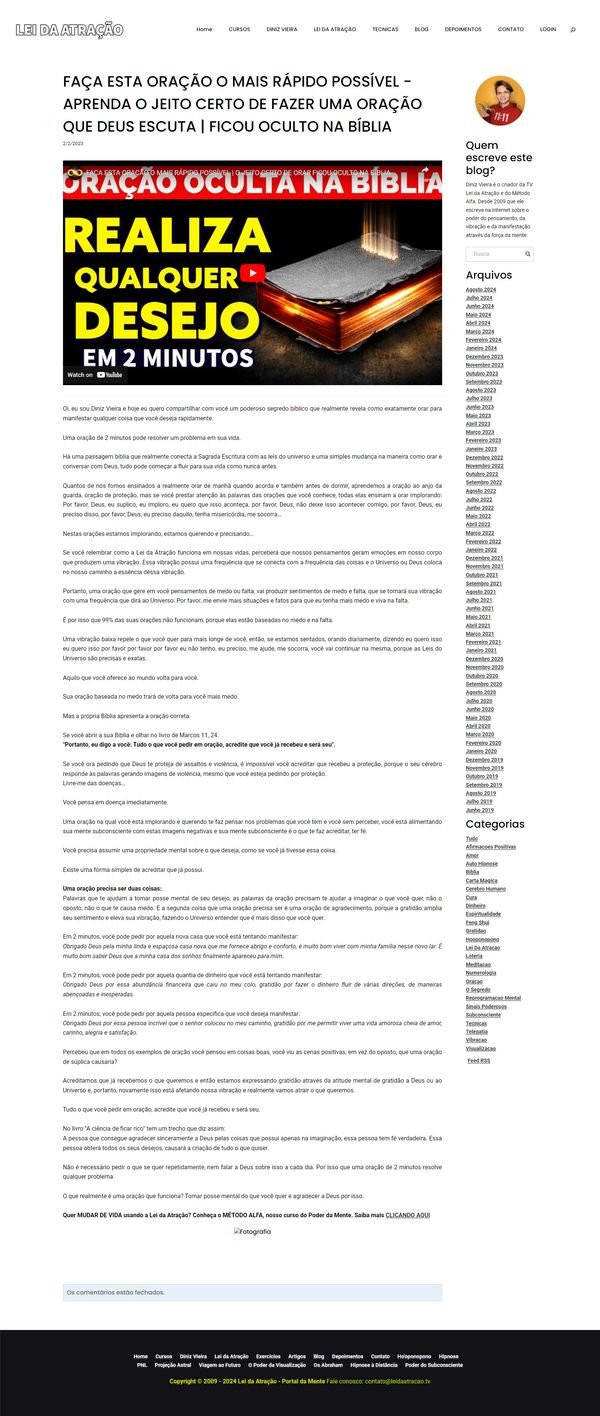 LEI DA ATRAÇÃO
Home CURSOS DINIZ VIEIRA LEI DA ATRAÇÃO TECNICAS BLOG DEPOIMENTOS CONTATO LOGIN
FAÇA ESTA ORAÇÃO O MAIS RÁPIDO POSSÍVEL -
APRENDA O JEITO CERTO DE FAZER UMA ORAÇÃO
QUE DEUS ESCUTA | FICOU OCULTO NA BÍBLIA
2/2/2023
FAÇA ESTA ORAÇÃO O MAIS RÁPIDO POSSÍVEL | O JEITO CERTO DE ORAR FICOU OCULTO NA BÍBLIA
ORAÇÃO OCULTA NA BÍBLIA
REALIZA
QUALQUER
DESEJO
EM 2 MINUTOS
Watch on YouTube
Oi, eu sou Diniz Vieira e hoje eu quero compartilhar com você um poderoso segredo bíblico que realmente revela como exatamente orar para
manifestar qualquer coisa que você deseja rapidamente.
Uma oração de 2 minutos pode resolver um problema em sua vida.
Há uma passagem bíblia que realmente conecta a Sagrada Escritura com as leis do universo e uma simples mudança na maneira como orar e
conversar com Deus, tudo pode começar a fluir para sua vida como nunca antes.
Quantos de nós fomos ensinados a realmente orar de manhã quando acorda e também antes de dormir, aprendemos a oração ao anjo da
guarda, oração de proteção, mas se você prestar atenção às palavras das orações que você conhece, todas elas ensinam a orar implorando:
Por favor, Deus, eu suplico, eu imploro, eu quero que isso aconteça, por favor, Deus, não deixe isso acontecer comigo, por favor, Deus, eu
preciso disso, por favor, Deus, eu preciso daquilo, tenha misericórdia, me socorra…
Nestas orações estamos implorando, estamos querendo e precisando…
Se você relembrar como a Lei da Atração funciona em nossas vidas, perceberá que nossos pensamentos geram emoções em nosso corpo
que produzem uma vibração. Essa vibração possui uma frequência que se conecta com a frequência das coisas e o Universo ou Deus coloca
no nosso caminho a essência dessa vibração.
Portanto, uma oração que gere em você pensamentos de medo ou falta, vai produzir sentimentos de medo e falta, que se tornará sua vibração
com uma frequência que dirá ao Universo: Por favor, me envie mais situações e fatos para que eu tenha mais medo e viva na falta.
É por isso que 99% das suas orações não funcionam, porque elas estão baseadas no medo e na falta.
Uma vibração baixa repele o que você quer para mais longe de você, então, se estamos sentados, orando diariamente, dizendo eu quero isso
eu quero isso por favor por favor por favor eu não tenho, eu preciso, me ajude, me socorra, você vai continuar na mesma, porque as Leis do
Universo são precisas e exatas.
Aquilo que você oferece ao mundo volta para você.
Sua oração baseada no medo trará de volta para você mais medo.
Mas a própria Bíblia apresenta a oração correta.
Se você abrir a sua Bíblia e olhar no livro de Marcos 11, 24.
"Portanto, eu digo a você: Tudo o que você pedir em oração, acredite que você já recebeu e será seu".
Se você ora pedindo que Deus te proteja de assaltos e violência, é impossível você acreditar que recebeu a proteção, porque o seu cérebro
responde às palavras gerando imagens de violência, mesmo que você esteja pedindo por proteção.
Livre-me das doenças…
Você pensa em doença imediatamente.
Uma oração na qual você está implorando e querendo te faz pensar nos problemas que você tem e você sem perceber, você está alimentando
sua mente subconsciente com estas imagens negativas e sua mente subconsciente é o que te faz acreditar, ter fé.
Você precisa assumir uma propriedade mental sobre o que deseja, como se você já tivesse essa coisa.
Existe uma forma simples de acreditar que já possui.
Uma oração precisa ser duas coisas:
Palavras que te ajudam a tomar posse mental de seu desejo, as palavras da oração precisam te ajudar a imaginar o que você quer, não o
oposto, não o que te causa medo. E a segunda coisa que uma oração precisa ser é uma oração de agradecimento, porque a gratidão amplia
seu sentimento e eleva sua vibração, fazendo o Universo entender que é mais disso que você quer.
Em 2 minutos, você pode pedir por aquela nova casa que você está tentando manifestar:
Obrigado Deus pela minha linda e espaçosa casa nova que me fornece abrigo e conforto, é muito bom viver com minha família nesse novo lar. É
muito bom saber Deus que a minha casa dos sonhos finalmente apareceu para mim.
Em 2 minutos, você pode pedir por aquela quantia de dinheiro que você está tentando manifestar:
Obrigado Deus por essa abundância financeira que caiu no meu colo, gratidão por fazer o dinheiro fluir de várias direções, de maneiras
abençoadas e inesperadas.
Em 2 minutos, você pode pedir por aquela pessoa específica que você deseja manifestar:
Obrigado Deus por essa pessoa incrível que o senhor colocou no meu caminho, gratidão por me permitir viver uma vida amorosa cheia de amor,
carinho, alegria e satisfação.
Percebeu que em todos os exemplos de oração você pensou em coisas boas, você viu as cenas positivas, em vez do oposto, que uma oração
de súplica causaria?
Acreditamos que já recebemos o que queremos e então estamos expressando gratidão através da atitude mental de gratidão a Deus ou ao
Universo e, portanto, novamente isso está afetando nossa vibração e realmente vamos atrair o que queremos.
Tudo o que você pedir em oração, acredite que você já recebeu e será seu.
No livro "A ciência de ficar rico" tem um trecho que diz assim:
A pessoa que consegue agradecer sinceramente a Deus pelas coisas que possui apenas na imaginação, essa pessoa tem fé verdadeira. Essa
pessoa obterá todos os seus desejos, causará a criação de tudo o que quiser.
Não é necessário pedir o que se quer repetidamente, nem falar a Deus sobre isso a cada dia. Por isso que uma oração de 2 minutos resolve
qualquer problema.
O que realmente é uma oração que funciona? Tomar posse mental do que você quer e agradecer a Deus por isso.
Quer MUDAR DE VIDA usando a Lei da Atração? Conheça o MÉTODO ALFA, nosso curso do Poder da Mente. Saiba mais CLICANDO AQUI
Fotografia
Os comentários estão fechados.
11:11
Quem
escreve este
blog?
Diniz Vieira é o criador da TV
Lei da Atração e do Método
Alfa. Desde 2009 que ele
escreve na Internet sobre o
poder do pensamento, da
vibração e da manifestação
através da força da mente.
Busca
Arquivos
Agosto 2024
Julho 2024
Junho 2024
Maio 2024
Abril 2024
Março 2024
Fevereiro 2024
Janeiro 2024
Dezembro 2023
Novembro 2023
Outubro 2023
Setembro 2023
Agosto 2023
Julho 2023
Junho 2023
Maio 2023
Abril 2023
Março 2023
Fevereiro 2023
Janeiro 2023
Dezembro 2022
Novembro 2022
Outubro 2022
Setembro 2022
Agosto 2022
Julho 2022
Junho 2022
Maio 2022
Abril 2022
Março 2022
Fevereiro 2022
Janeiro 2022
Dezembro 2021
Novembro 2021
Outubro 2021
Setembro 2021
Agosto 2021
Julho 2021
Junho 2021
Maio 2021
Abril 2021
Março 2021
Fevereiro 2021
Janeiro 2021
Dezembro 2020
Novembro 2020
Outubro 2020
Setembro 2020
Agosto 2020
Julho 2020
Junho 2020
Maio 2020
Abril 2020
Março 2020
Fevereiro 2020
Janeiro 2020
Dezembro 2019
Novembro 2019
Outubro 2019
Setembro 2019
Agosto 2019
Julho 2019
Junho 2019
Categorias
Tudo
Afirmacoes Positivas
Amor
Auto Hipnose
Biblia
Carta Magica
Cerebro Humano
Cura
Dinheiro
Espiritualidade
Feng Shui
Gratidao
Hooponopono
Lei Da Atracao
Loteria
Meditacao
Numerologia
Oracao
O Segredo
Reprogramacao Mental
Sinais Poderosos
Subconsciente
Tecnicas
Telepatia
Vibracao
Visualizacao
Feed RSS
Home Cursos Diniz Vieira Lei da Atração Exercícios Artigos Blog Depoimentos Contato Ho'oponopono Hipnose
PNL Projeção Astral Viagem ao Futuro O Poder da Visualização Os Abraham Hipnose à Distância Poder do Subconsciente
Copyright © 2009 - 2024 Lei da Atração - Portal da Mente Fale conosco: contato@leidaatracao.tv